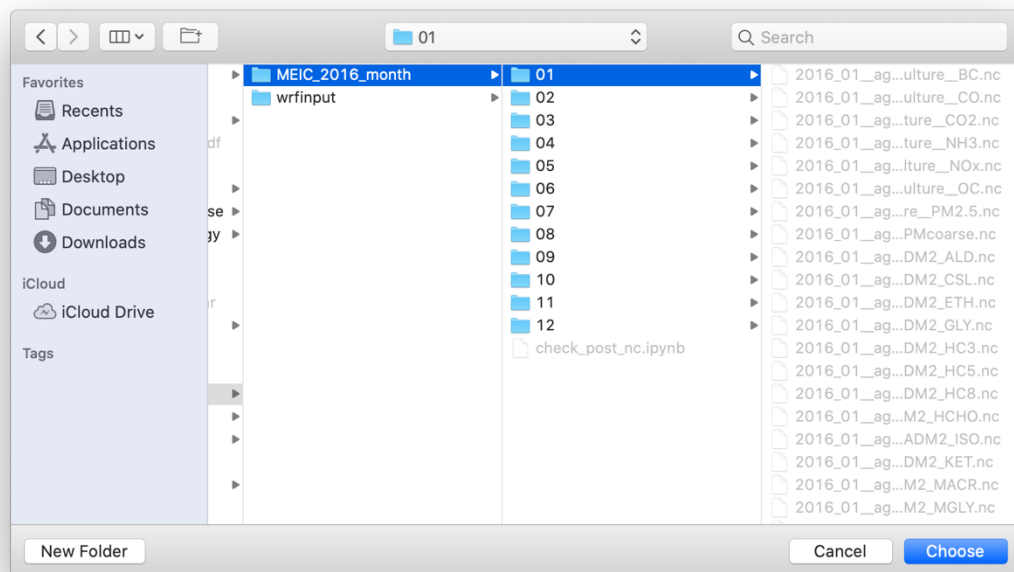 01
Search
Favorites
Recents
Applications
Desktop
Documents
Downloads
iCloud
iCloud Drive
Tags
df
se
gy
ar
MEIC_2016_month
wrfinput
01
02
03
04
05
06
07
08
09
10
11
12
check_post_nc.ipynb
2016_01__ag...ulture__BC.nc
2016_01__ag...ulture__CO.nc
2016_01__ag...ture__CO2.nc
2016_01__ag...ture__NH3.nc
2016_01__ag...lture__NOx.nc
2016_01__ag...ulture__OC.nc
2016_01__ag...re__PM2.5.nc
2016_01__ag...PMcoarse.nc
2016_01__ag...DM2_ALD.nc
2016_01__ag...DM2_CSL.nc
2016_01__ag...DM2_ETH.nc
2016_01__ag...DM2_GLY.nc
2016_01__ag...DM2_HC3.nc
2016_01__ag...DM2_HC5.nc
2016_01__ag...DM2_HC8.nc
2016_01__ag...M2_HCHO.nc
2016_01__ag...ADM2_ISO.nc
2016_01__ag...DM2_KET.nc
2016_01__ag...M2_MACR.nc
2016_01__ag...M2_MGLY.nc
New Folder
Cancel
Choose